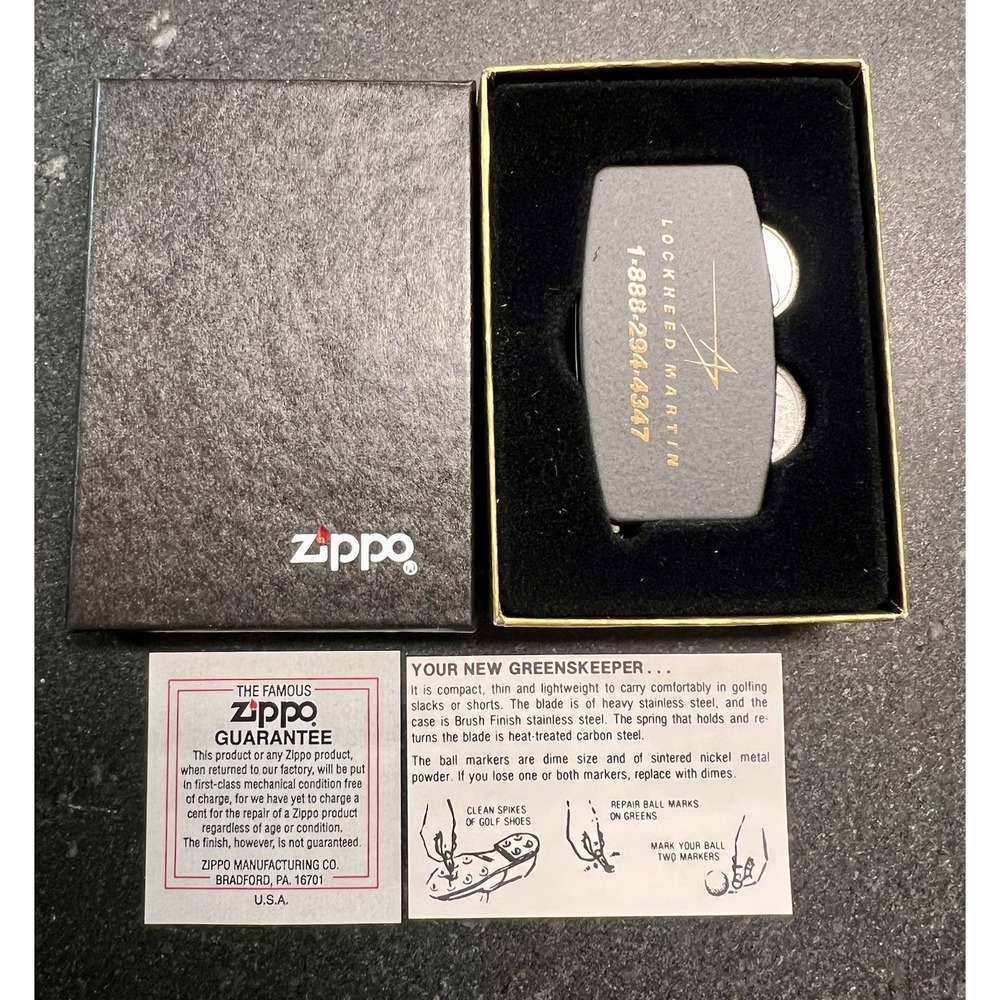 zippo
LOCKHEED MARTIN
1-888-294-4347
THE FAMOUS
zippo
GUARANTEE
This product or any Zippo product,
when returned to our factory, will be put
in first-class mechanical condition free
of charge, for we have yet to charge a
cent for the repair of a Zippo product
regardless of age or condition.
The finish, however, is not guaranteed.
ZIPPO MANUFACTURING CO.
BRADFORD, PA. 16701
U.S.A.
YOUR NEW GREENSKEEPER...
It is compact, thin and lightweight to carry comfortably in golfing
slacks or shorts. The blade is of heavy stainless steel, and the
case is Brush Finish stainless steel. The spring that holds and re-
turns the blade is heat-treated carbon steel.
The ball markers are dime size and of sintered nickel metal
powder. If you lose one or both markers, replace with dimes.
CLEAN SPIKES
OF GOLF SHOES
REPAIR BALL MARKS
ON GREENS
MARK YOUR BALL
TWO MARKERS